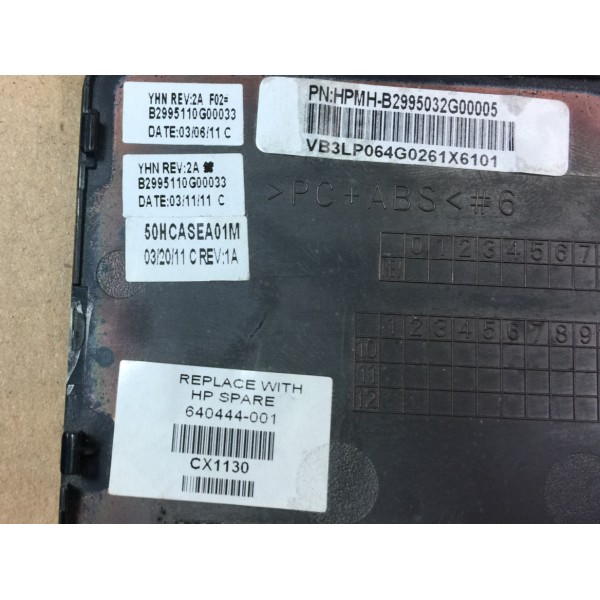 YHN REV:2A F02=
B2995110G00033
DATE:03/06/11 C
PN:HPMH-B2995032G00005
VB3LP064G0261X6101
YHN REV:2A
B2995110G00033
DATE:03/11/11 C
>PC+ABS<#6
50HCASEA01M
03/20/11 C REV:1A
0 1 2 3 4 5 6 7
11
1 2 3 4 5 6 7 8 9
10
11
12
REPLACE WITH
HP SPARE
640444-001
CX1130